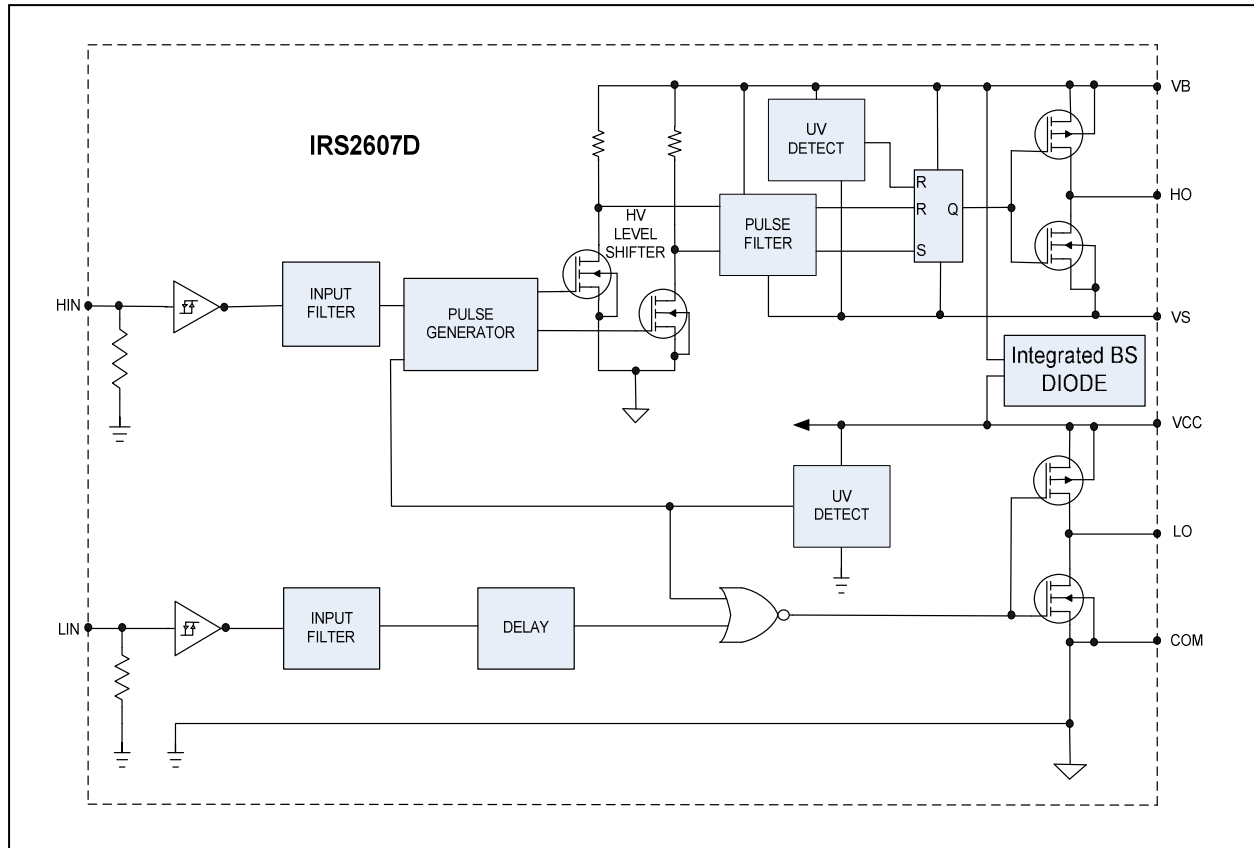 IRS2607D
VB
UV
DETECT
R
R
Q
S
HO
HV
LEVEL
SHIFTER
PULSE
FILTER
HIN
INPUT
FILTER
PULSE
GENERATOR
VS
Integrated BS
DIODE
VCC
UV
DETECT
LO
LIN
INPUT
FILTER
DELAY
COM